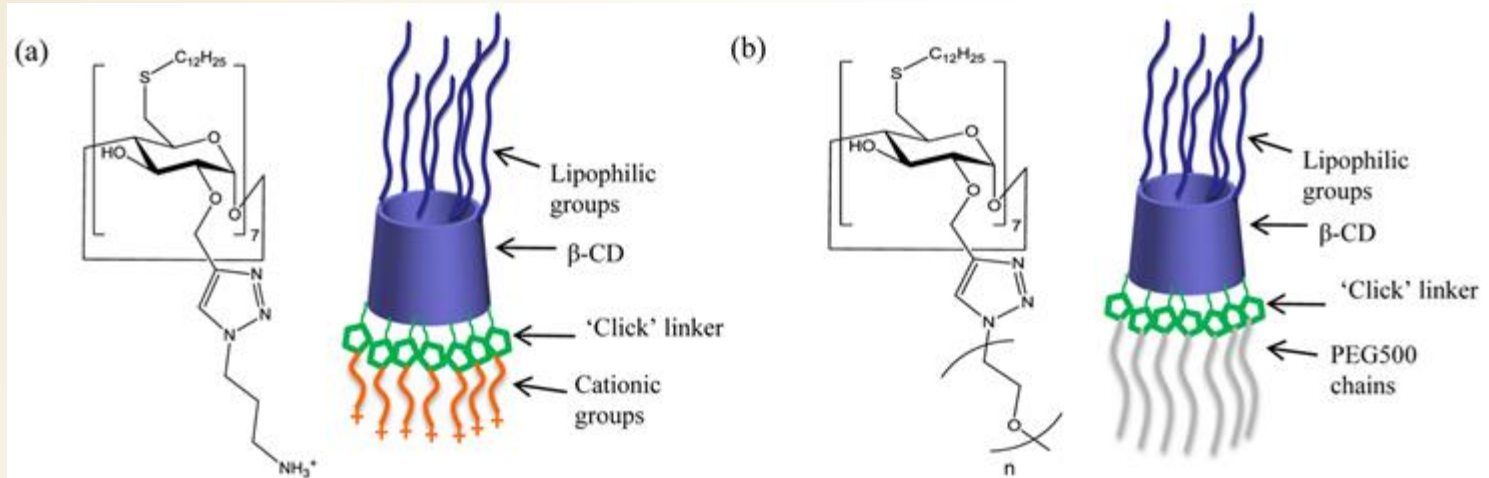 (a)
S
C₁₂H₂₅
O
HO
O
O
7
N
N
N
NH₃⁺
Lipophilic
groups
β-CD
‘Click’ linker
Cationic
groups
(b)
S
C₁₂H₂₅
O
HO
O
O
7
N
N
N
O
n
Lipophilic
groups
β-CD
‘Click’ linker
PEG500
chains